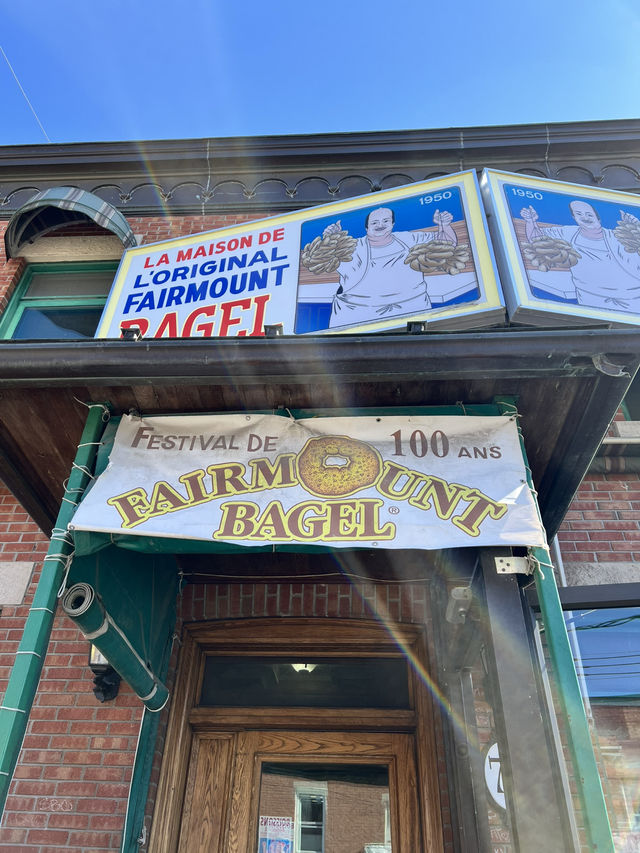 LA MAISON DE
L'ORIGINAL
FAIRMOUNT
BAGEL
1950
1950
FESTIVAL DE 100 ANS
FAIRMOUNT
BAGEL®